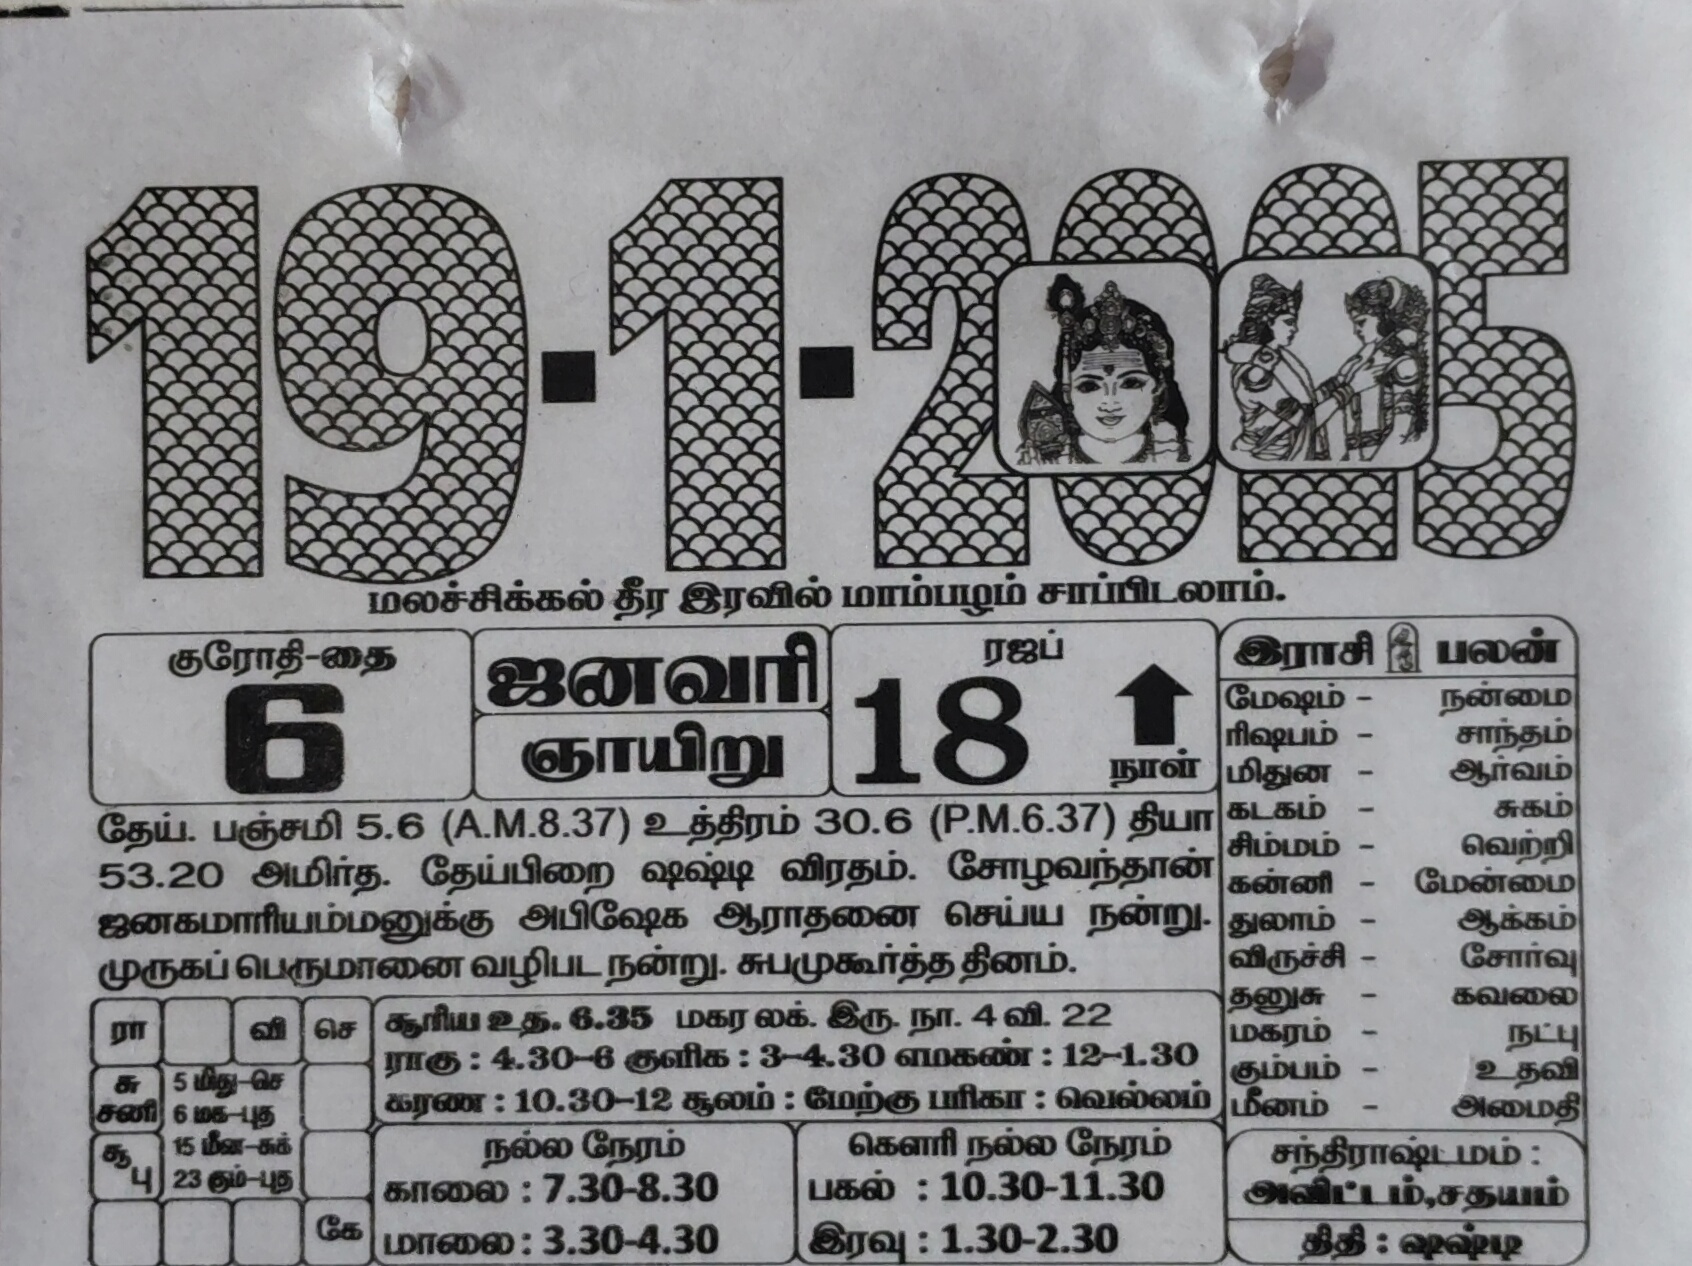 19-1-2025
மலச்சிக்கல் தீர இரவில் மாம்பழம் சாப்பிடலாம்.
குரோதி-தை
6
ஜனவரி
ஞாயிறு
ரஜப்
18
நாள்
தேய். பஞ்சமி 5.6 (A.M.8.37) உத்திரம் 30.6 (P.M.6.37) தியா
53.20 அமிர்த. தேய்பிறை ஷஷ்டி விரதம். சோழவந்தான்
ஜனகமாரியம்மனுக்கு அபிஷேக ஆராதனை செய்ய நன்று.
முருகப் பெருமானை வழிபட நன்று. சுபமுகூர்த்த தினம்.
இராசி பலன்
மேஷம் - நன்மை
ரிஷபம் - சாந்தம்
மிதுன - ஆர்வம்
கடகம் - சுகம்
சிம்மம் - வெற்றி
கன்னி - மேன்மை
துலாம் - ஆக்கம்
விருச்சி - சோர்வு
தனுசு - கவலை
மகரம் - நட்பு
கும்பம் - உதவி
மீனம் - அமைதி
சந்திராஷ்டமம் :
அவிட்டம்,சதயம்
திதி : ஷஷ்டி
ரா வி செ
சு 5 மிது-செ
சனி 6 மக-புத
சூ 15 மீன-சுக்
பு 23 கும்-புத
கே
சூரிய உத. 6.35 மகர லக். இரு. நா. 4 வி. 22
ராகு : 4.30-6 குளிக : 3-4.30 எமகண் : 12-1.30
கரண : 10.30-12 சூலம் : மேற்கு பரிகா : வெல்லம்
நல்ல நேரம்
காலை : 7.30-8.30
மாலை : 3.30-4.30
கௌரி நல்ல நேரம்
பகல் : 10.30-11.30
இரவு : 1.30-2.30